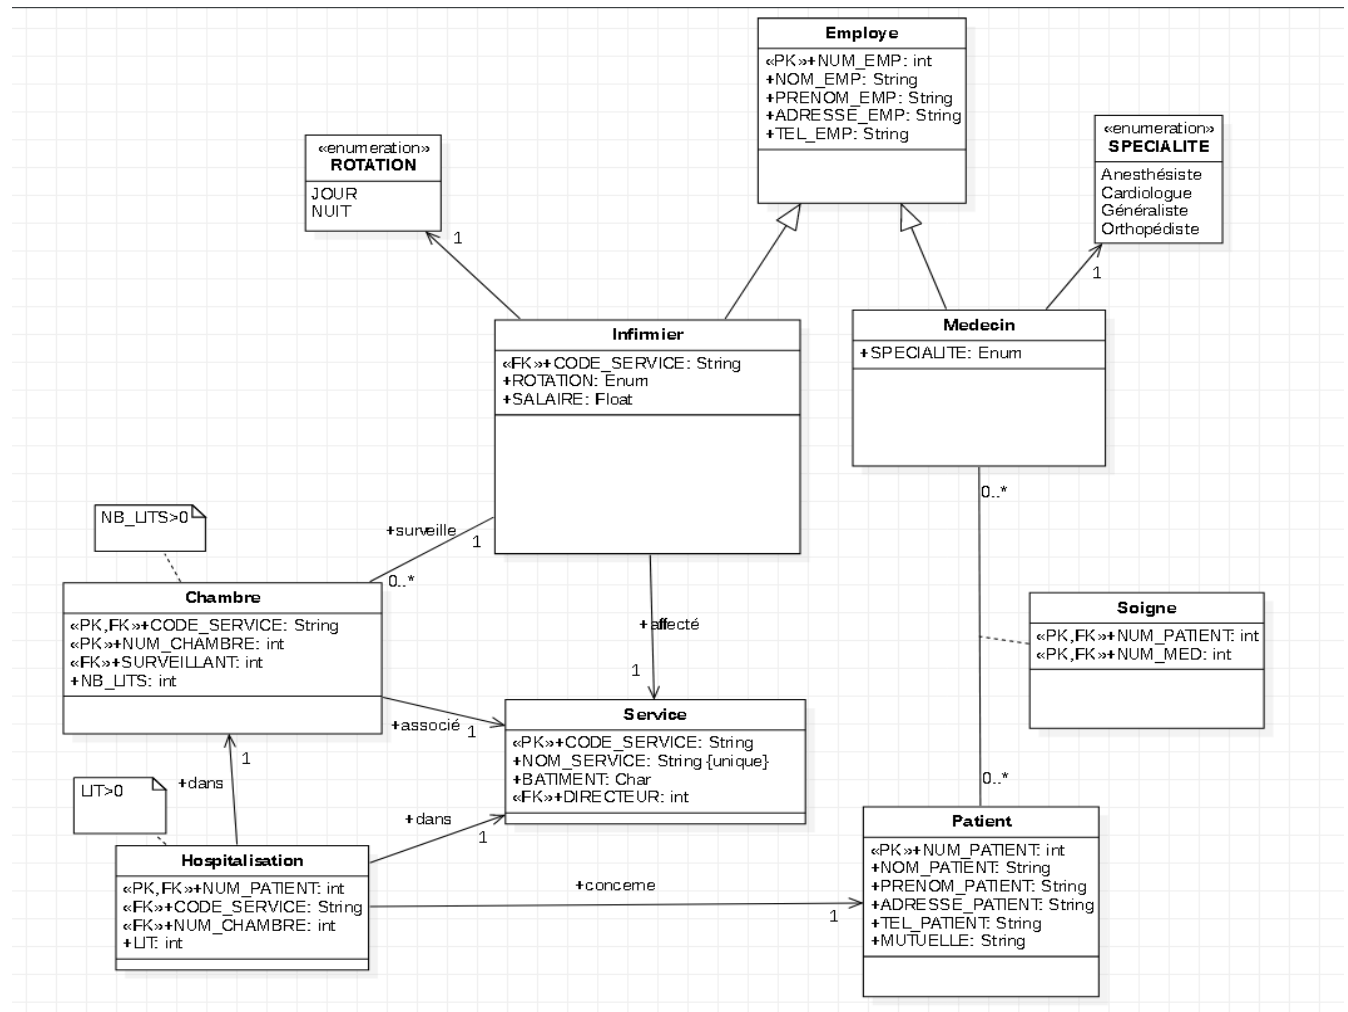 Employe
«PK»+NUM_EMP: int
+NOM_EMP: String
+PRENOM_EMP: String
+ADRESSE_EMP: String
+TEL_EMP: String
«enumeration»
SPECIALITE
Anesthésiste
Cardiologue
Généraliste
Orthopédiste
«enumeration»
ROTATION
JOUR
NUIT
1
1
Infirmier
«FK»+CODE_SERVICE: String
+ROTATION: Enum
+SALAIRE: Float
Medecin
+SPECIALITE: Enum
0..*
NB_LITS>0
+surveille
1
0..*
Chambre
«PK,FK»+CODE_SERVICE: String
«PK»+NUM_CHAMBRE: int
«FK»+SURVEILLANT: int
+NB_LITS: int
+affecté
1
Soigne
«PK,FK»+NUM_PATIENT: int
«PK,FK»+NUM_MED: int
+associé
1
Service
«PK»+CODE_SERVICE: String
+NOM_SERVICE: String {unique}
+BATIMENT: Char
«FK»+DIRECTEUR: int
1
+dans
LIT>0
+dans
1
0..*
Hospitalisation
«PK,FK»+NUM_PATIENT: int
«FK»+CODE_SERVICE: String
«FK»+NUM_CHAMBRE: int
+LIT: int
+concerne
1
Patient
«PK»+NUM_PATIENT: int
+NOM_PATIENT: String
+PRENOM_PATIENT: String
+ADRESSE_PATIENT: String
+TEL_PATIENT: String
+MUTUELLE: String